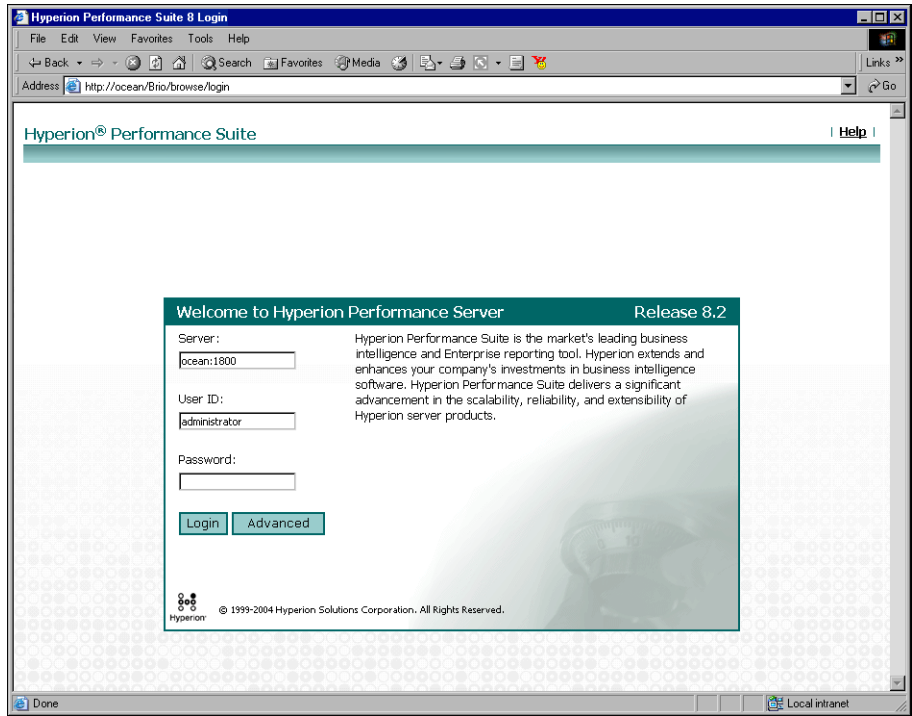 Hyperion Performance Suite 8 Login
File Edit View Favorites Tools Help
Back Search Favorites Media Links »
Address http://ocean/Brio/browse/login Go
Hyperion® Performance Suite | Help |
Welcome to Hyperion Performance Server Release 8.2
Server:
ocean:1800
User ID:
administrator
Password:
Login Advanced
Hyperion Performance Suite is the market's leading business
intelligence and Enterprise reporting tool. Hyperion extends and
enhances your company's investments in business intelligence
software. Hyperion Performance Suite delivers a significant
advancement in the scalability, reliability, and extensibility of
Hyperion server products.
Hyperion
© 1999-2004 Hyperion Solutions Corporation. All Rights Reserved.
Done Local intranet